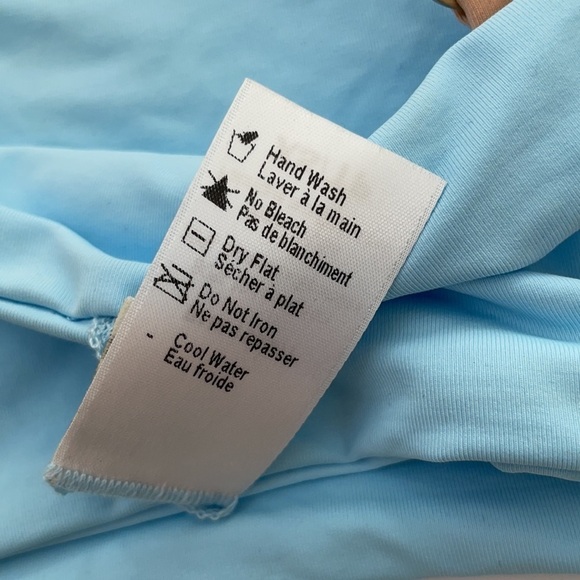 Hand Wash
Laver à la main
No Bleach
Pas de blanchiment
Dry Flat
Sécher à plat
Do Not Iron
Ne pas repasser
- Cool Water
Eau froide